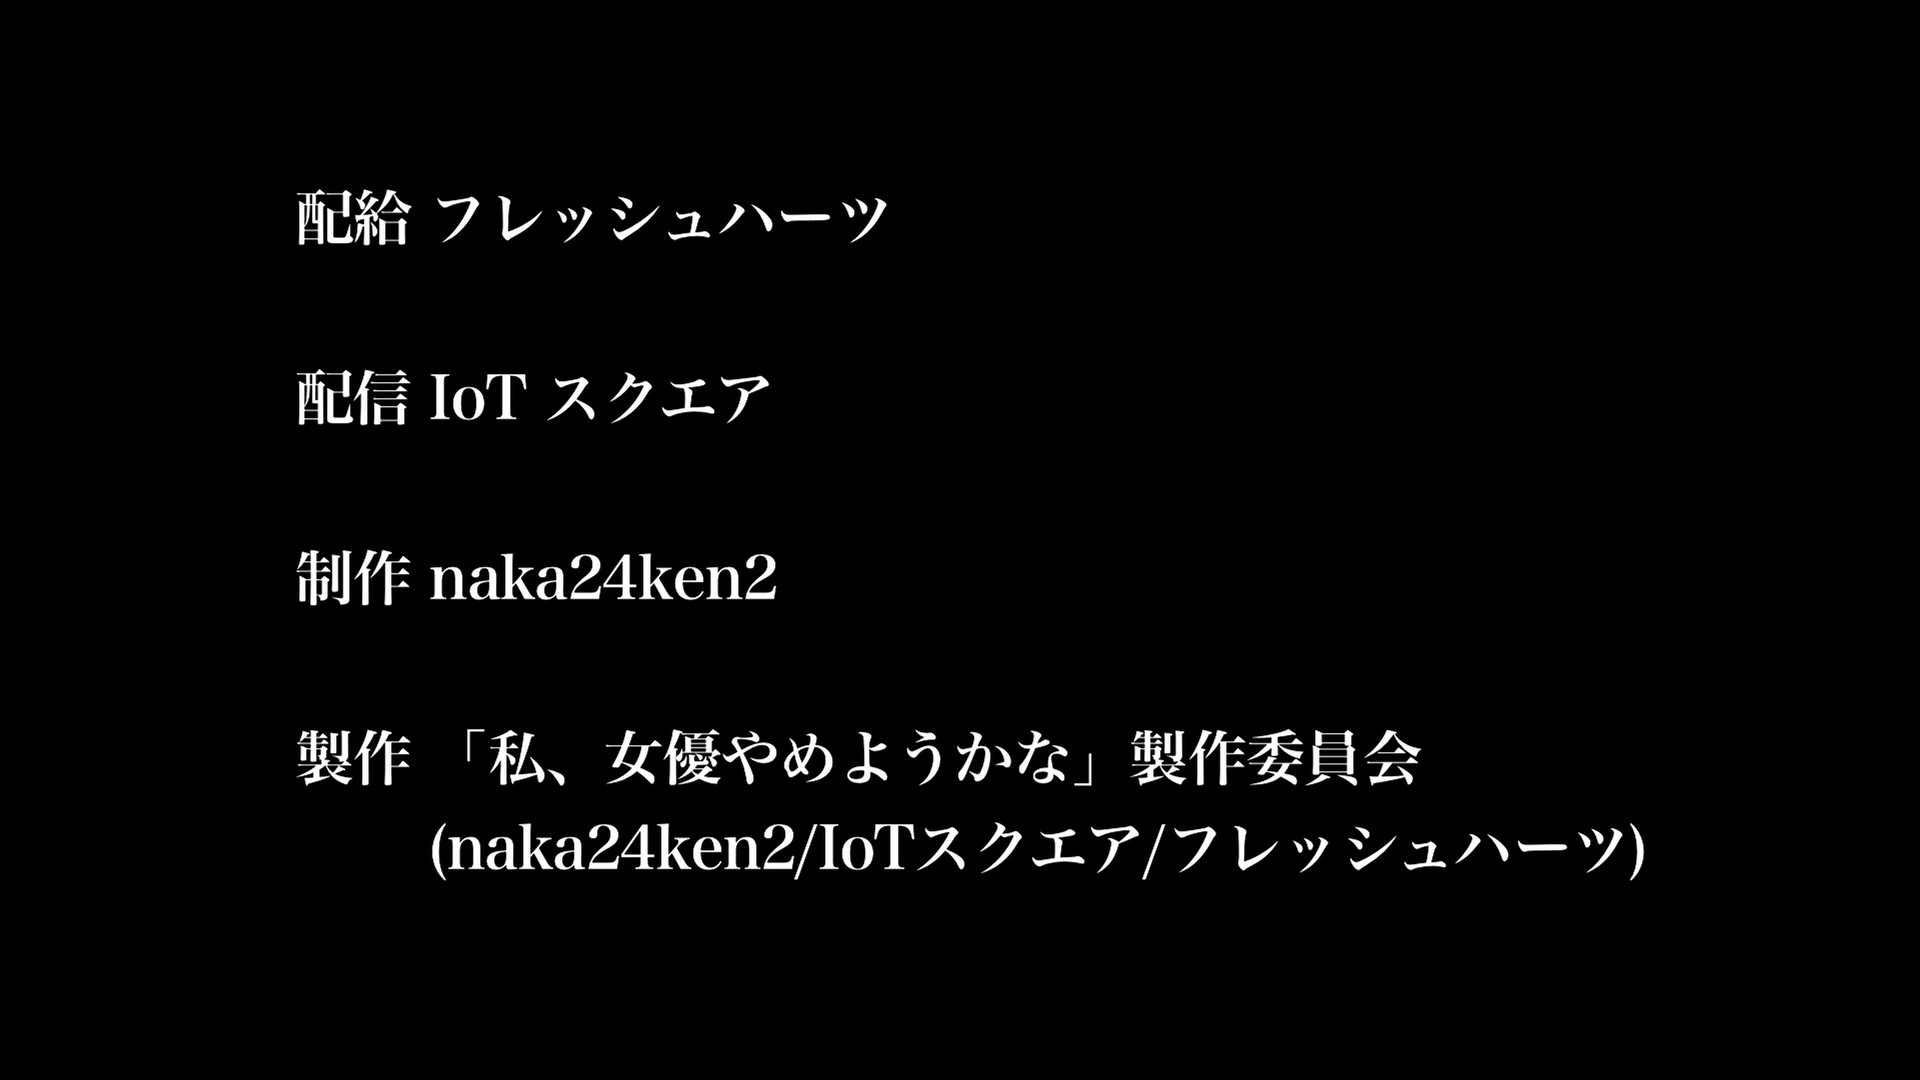 配給 フレッシュハーツ
配信 IoT スクエア
制作 naka24ken2
製作 「私、女優やめようかな」製作委員会
(naka24ken2/IoTスクエア/フレッシュハーツ)